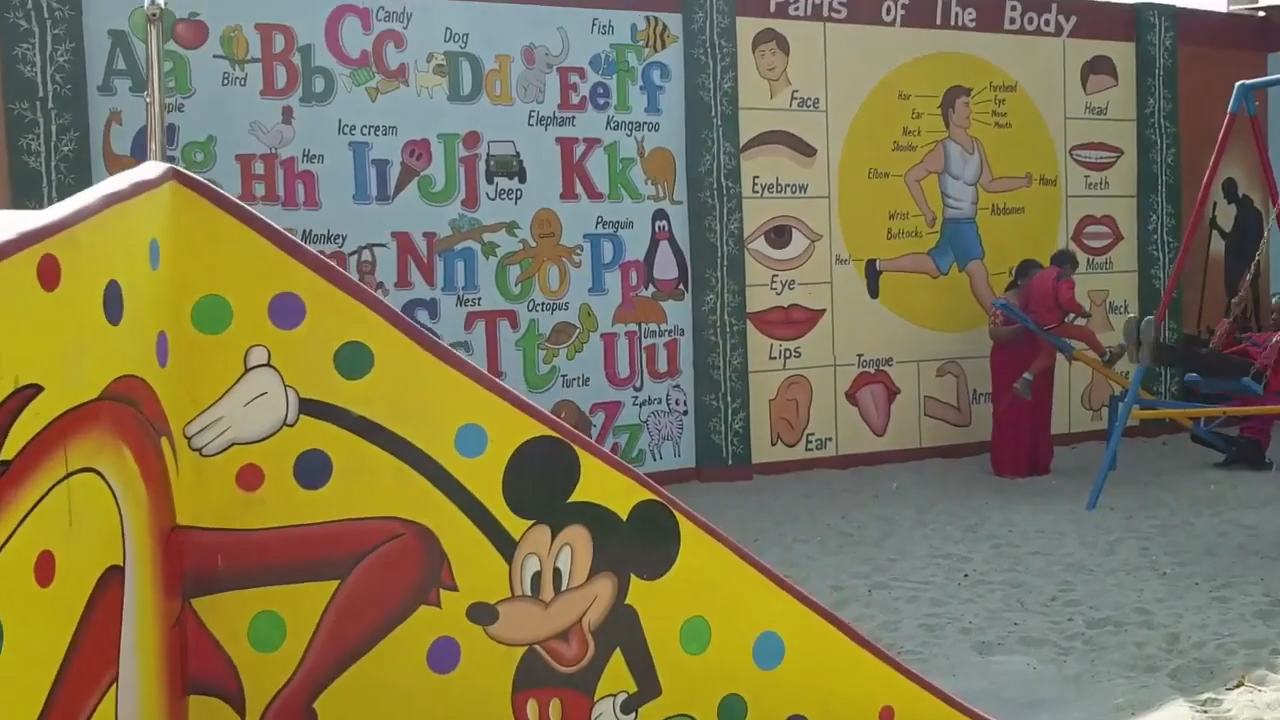 Aa
ple
Bird
Bb
Candy
Cc
Dog
Dd
Elephant
Ee
Fish
Ff
g
Hen
Hh
Ice cream
Ii
Jj
Jeep
Kangaroo
Kk
Monkey
Nn
Nest
Oo
Octopus
Penguin
Pp
Tt
Turtle
Umbrella
Uu
Zyebra
Zz
Parts of The Body
Face
Eyebrow
Eye
Lips
Ear
Tongue
Arm
Hair
Ear
Neck
Shoulder
Elbow
Wrist
Buttocks
Heel
Forehead
Eye
Nose
Mouth
Hand
Abdomen
K
Head
Teeth
Mouth
Neck
se